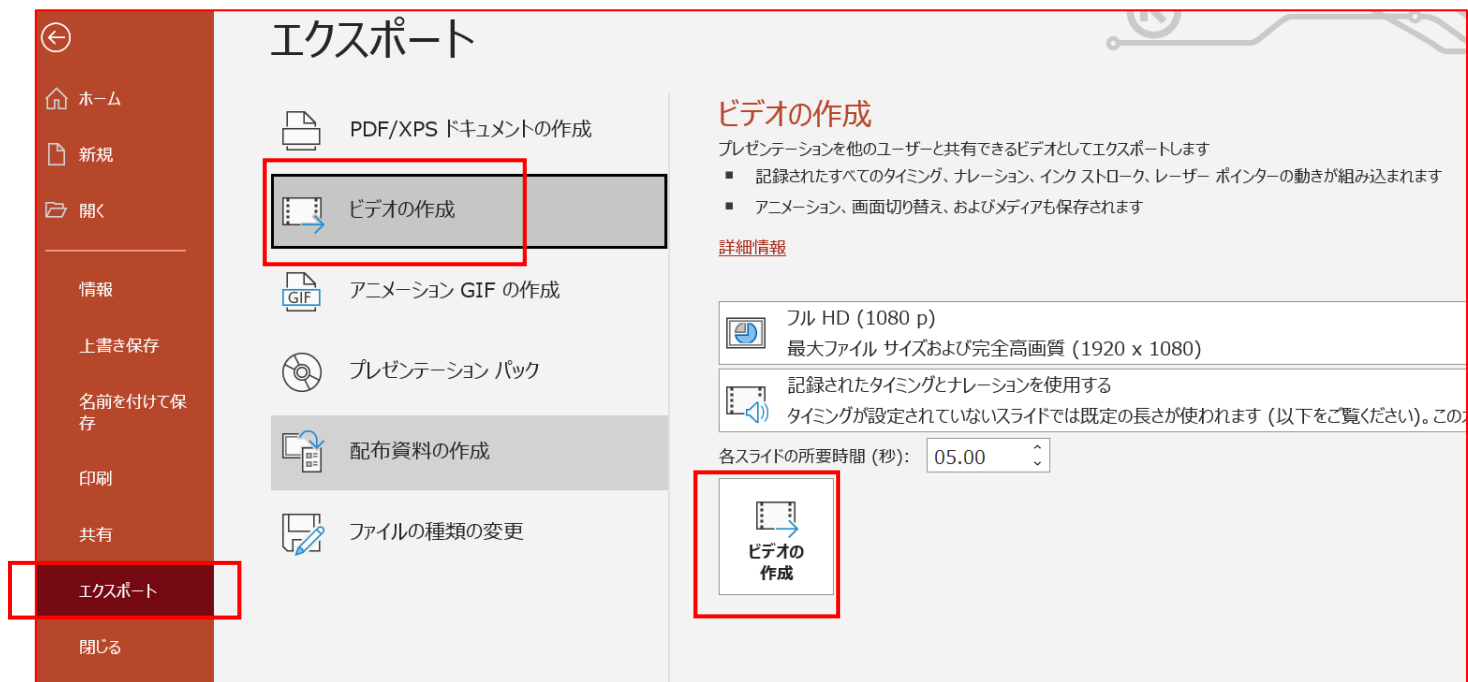 エクスポート
ホーム
新規
開く
情報
上書き保存
名前を付けて保
存
印刷
共有
エクスポート
閉じる
PDF/XPS ドキュメントの作成
ビデオの作成
GIF
アニメーション GIF の作成
プレゼンテーション パック
配布資料の作成
ファイルの種類の変更
ビデオの作成
プレゼンテーションを他のユーザーと共有できるビデオとしてエクスポートします
■ 記録されたすべてのタイミング、ナレーション、インク ストローク、レーザー ポインターの動きが組み込まれます
■ アニメーション、画面切り替え、およびメディアも保存されます
詳細情報
フル HD (1080 p)
最大ファイル サイズおよび完全高画質 (1920 x 1080)
記録されたタイミングとナレーションを使用する
タイミングが設定されていないスライドでは既定の長さが使われます (以下をご覧ください)。この
各スライドの所要時間 (秒): 05.00
ビデオの
作成